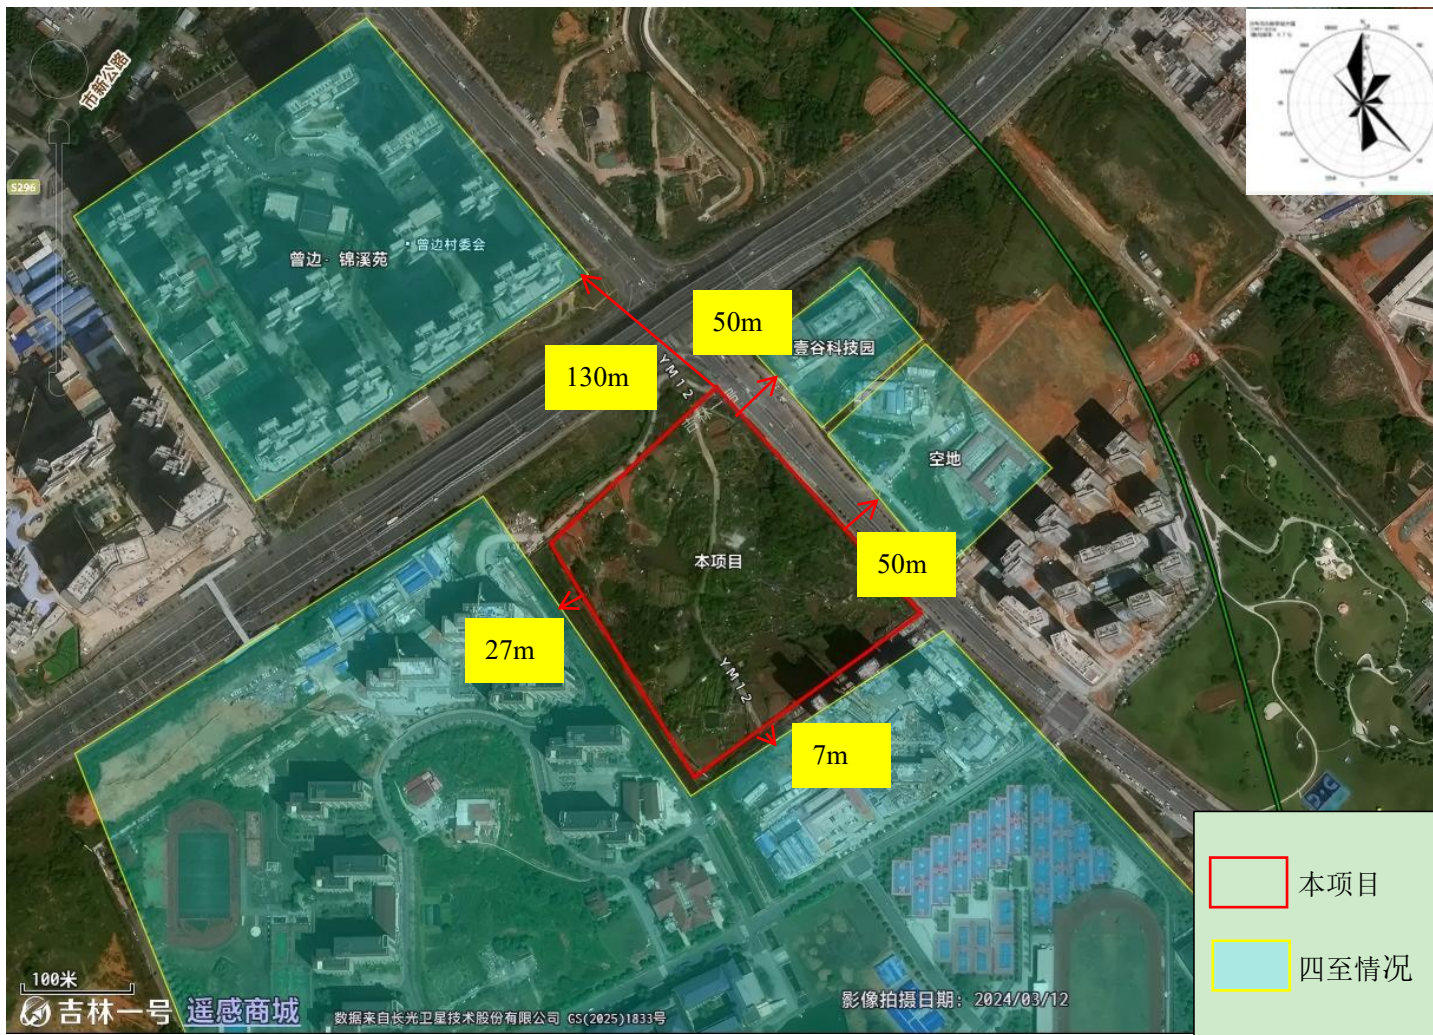 市新公路
S296
曾边·锦溪苑
曾边村委会
50m
壹谷科技园
130m
YM12
吉林一号
空地
本项目
50m
27m
YM12
7m
本项目
四至情况
100米
吉林一号 遥感商城
数据来自长光卫星技术股份有限公司 GS(2025)1833号
影像拍摄日期: 2024/03/12